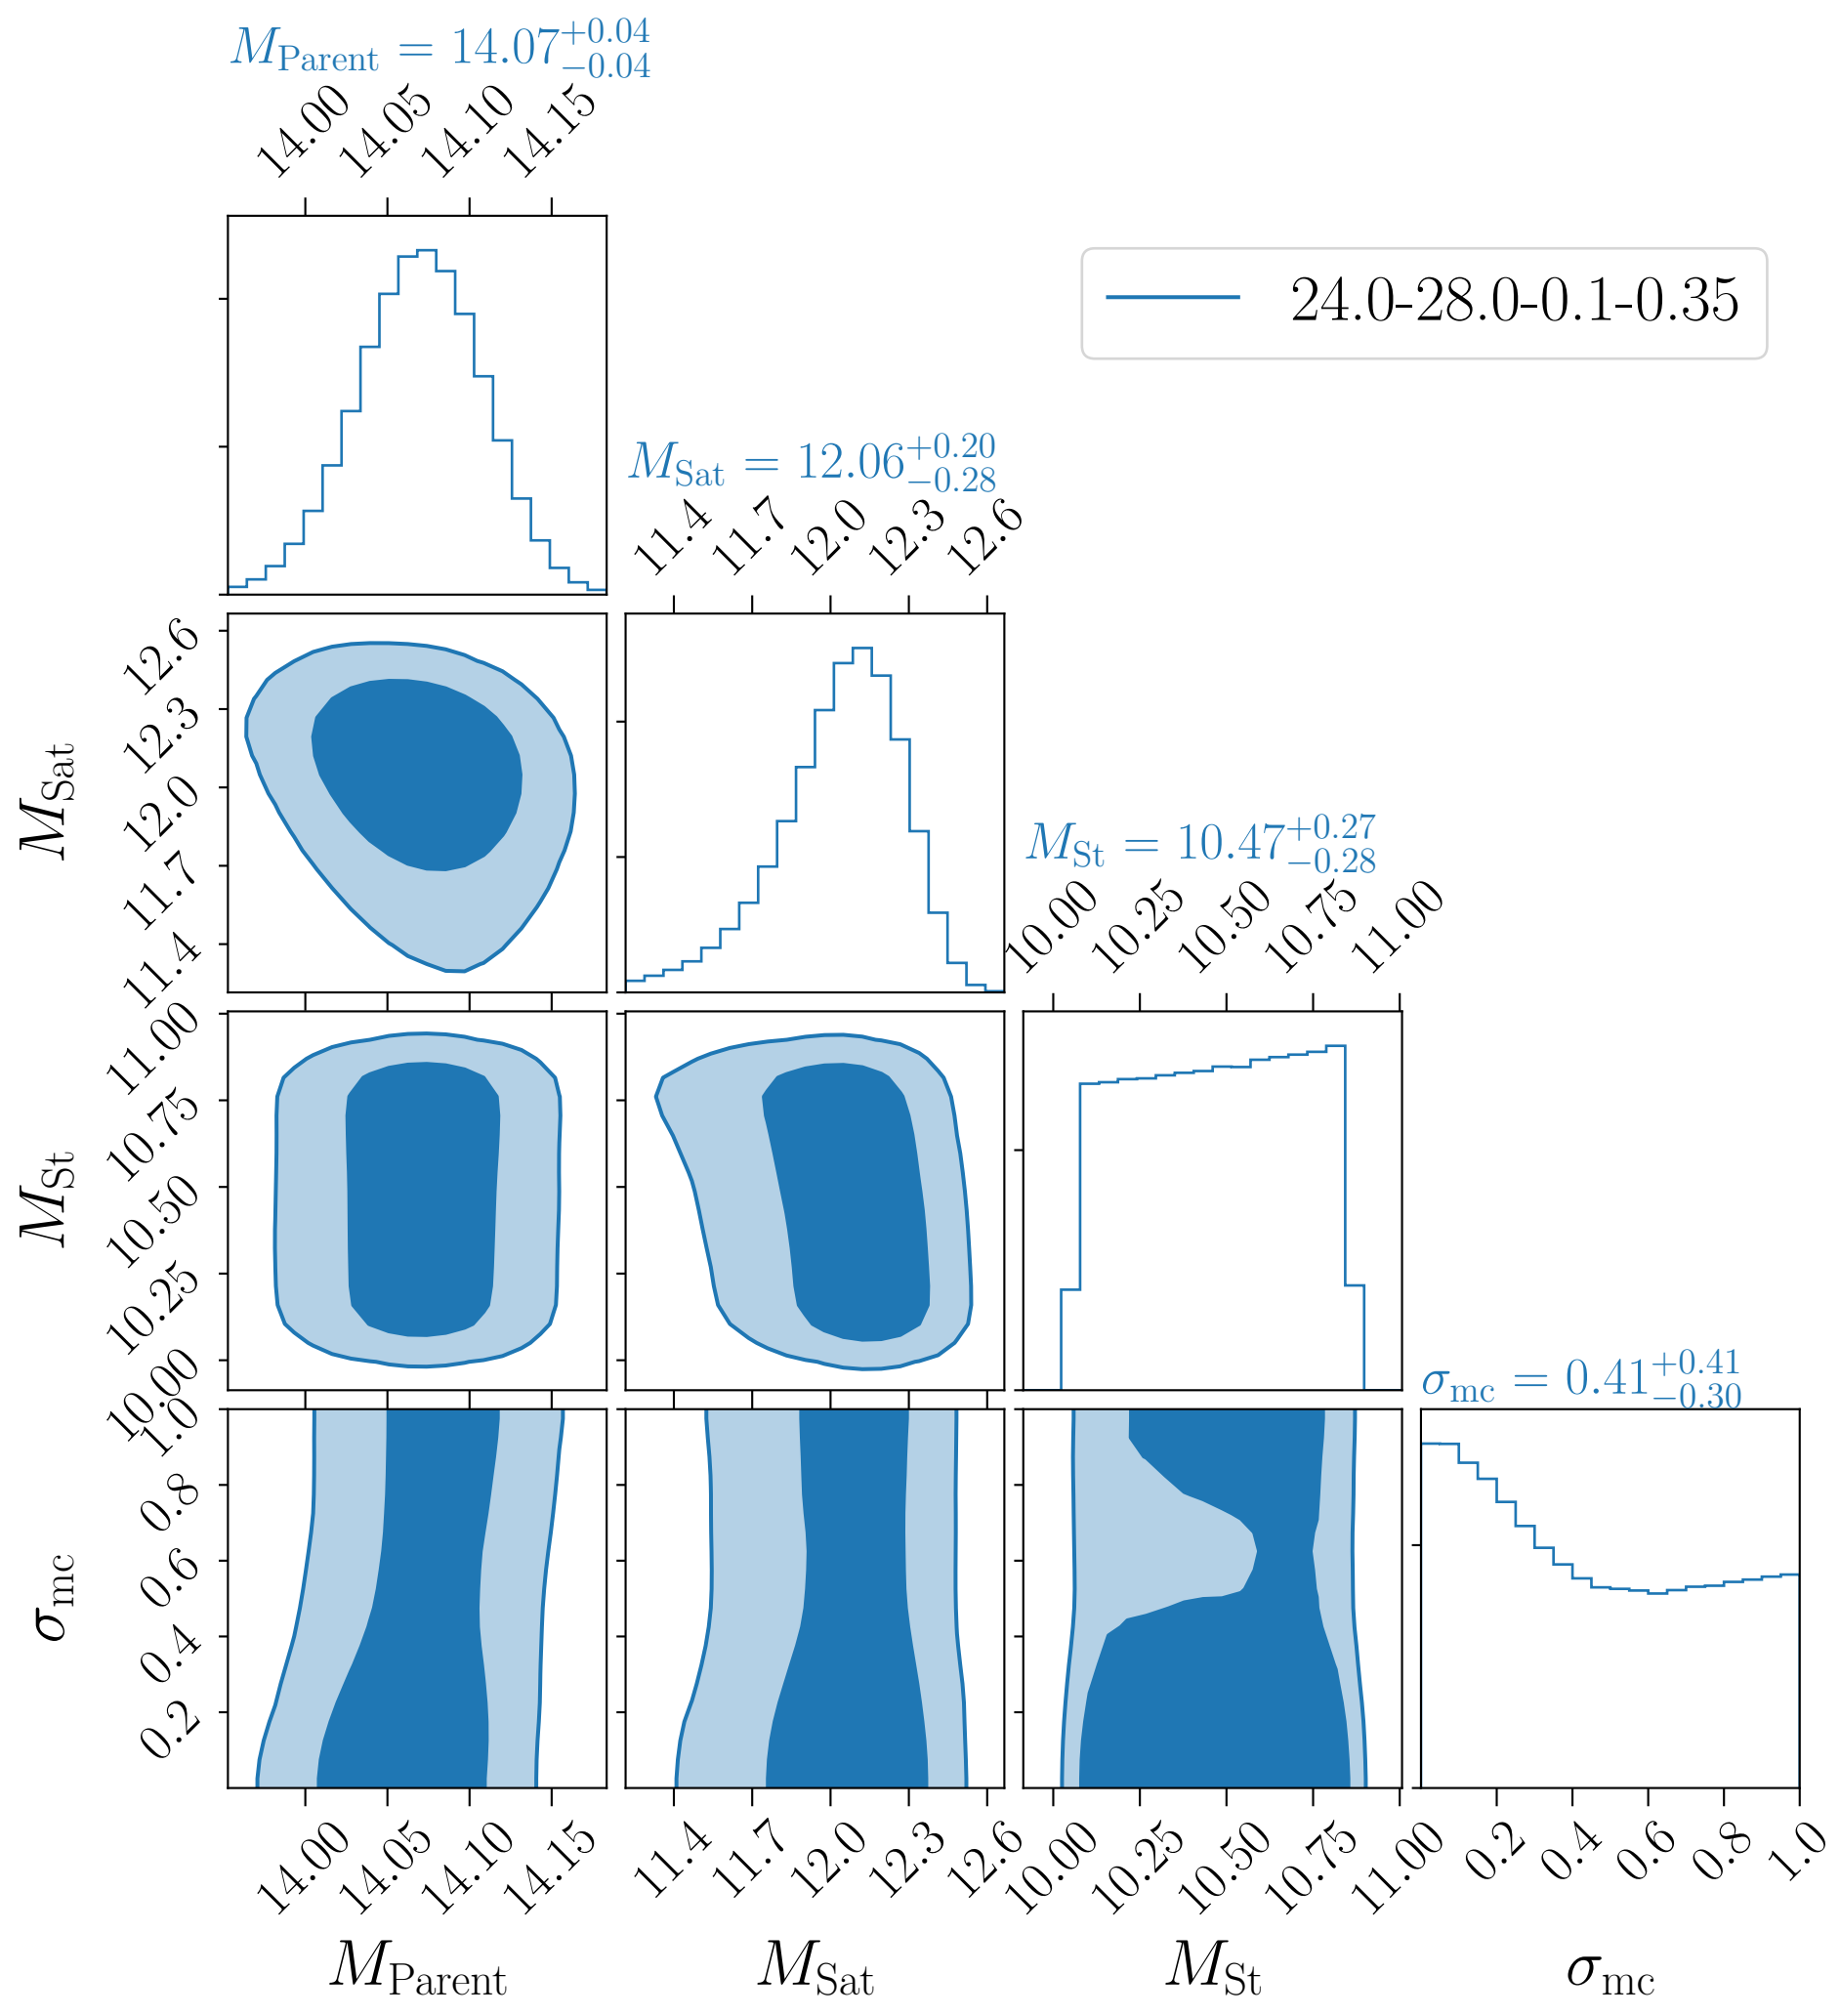 M_Parent = 14.07^{+0.04}_{-0.04}
14.00 14.05 14.10 14.15
24.0-28.0-0.1-0.35
M_Sat = 12.06^{+0.20}_{-0.28}
11.4 11.7 12.0 12.3 12.6
M_Sat
12.6
12.3
12.0
11.7
11.4
M_St = 10.47^{+0.27}_{-0.28}
10.00 10.25 10.50 10.75 11.00
M_St
11.00
10.75
10.50
10.25
10.00
σ_mc = 0.41^{+0.41}_{-0.30}
σ_mc
1.0
0.8
0.6
0.4
0.2
14.00 14.05 14.10 14.15
11.4 11.7 12.0 12.3 12.6
10.00 10.25 10.50 10.75 11.00
0.2 0.4 0.6 0.8 1.0
M_Parent
M_Sat
M_St
σ_mc